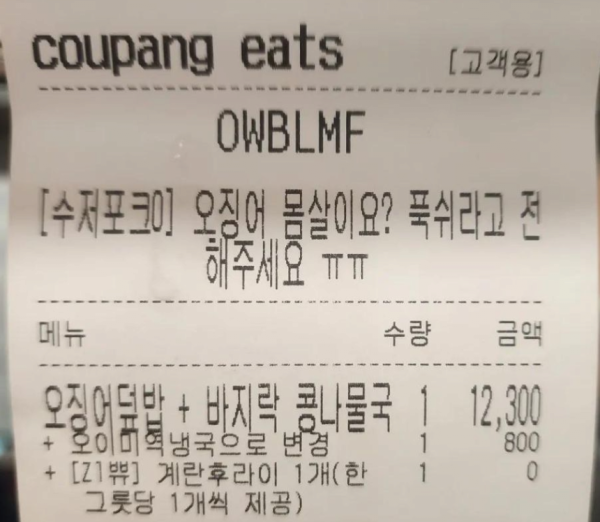 coupang eats [고객용]
OWBLMF
[수저포크O] 오징어 몸살이요? 푹쉬라고 전
해주세요 ㅠㅠ
메뉴 수량 금액
오징어덮밥 + 바지락 콩나물국 1 12,300
+ 오이미역냉국으로 변경 1 800
+ [Z1쀼] 계란후라이 1개(한 1 0
그릇당 1개씩 제공)